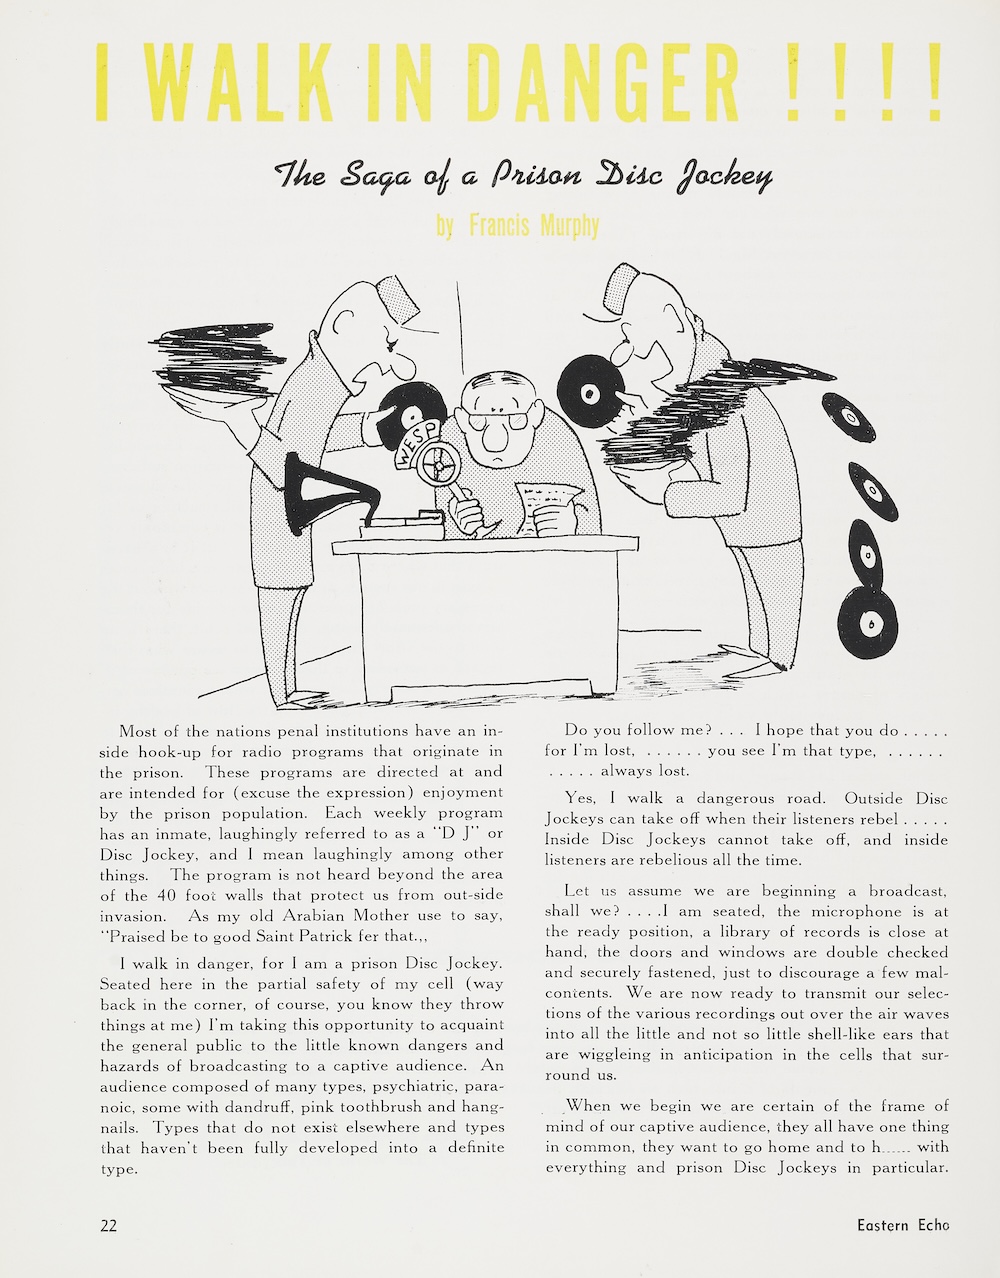 I WALK IN DANGER ! ! ! !
The Saga of a Prison Disc Jockey
by Francis Murphy
WESP
Most of the nations penal institutions have an in-
side hook-up for radio programs that originate in
the prison. These programs are directed at and
are intended for (excuse the expression) enjoyment
by the prison population. Each weekly program
has an inmate, laughingly referred to as a "D J" or
Disc Jockey, and I mean laughingly among other
things. The program is not heard beyond the area
of the 40 foot walls that protect us from out-side
invasion. As my old Arabian Mother use to say,
"Praised be to good Saint Patrick fer that.,,
I walk in danger, for I am a prison Disc Jockey.
Seated here in the partial safety of my cell (way
back in the corner, of course, you know they throw
things at me) I'm taking this opportunity to acquaint
the general public to the little known dangers and
hazards of broadcasting to a captive audience. An
audience composed of many types, psychiatric, para-
noic, some with dandruff, pink toothbrush and hang-
nails. Types that do not exist elsewhere and types
that haven't been fully developed into a definite
type.
Do you follow me? . . . I hope that you do . . . . .
for I'm lost, . . . . . . you see I'm that type, . . . . . .
. . . . . always lost.
Yes, I walk a dangerous road. Outside Disc
Jockeys can take off when their listeners rebel . . . . .
Inside Disc Jockeys cannot take off, and inside
listeners are rebelious all the time.
Let us assume we are beginning a broadcast,
shall we? . . . .I am seated, the microphone is at
the ready position, a library of records is close at
hand, the doors and windows are double checked
and securely fastened, just to discourage a few mal-
contents. We are now ready to transmit our selec-
tions of the various recordings out over the air waves
into all the little and not so little shell-like ears that
are wiggleing in anticipation in the cells that sur-
round us.
When we begin we are certain of the frame of
mind of our captive audience, they all have one thing
in common, they want to go home and to h...... with
everything and prison Disc Jockeys in particular.
22
Eastern Echo